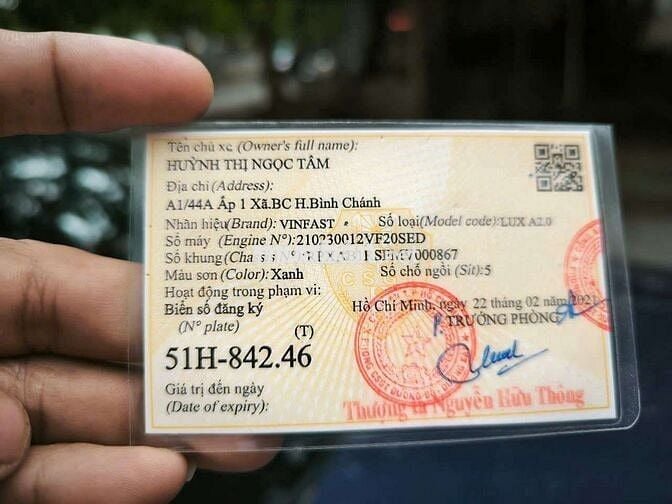 Tên chủ xe (Owner's full name):
HUỲNH THỊ NGỌC TÂM
Địa chỉ (Address):
A1/44A Ấp 1 Xã.BC H.Bình Chánh
Nhãn hiệu(Brand): VINFAST Số loại(Model code): LUX A2.0
Số máy (Engine Nº):210230012VF20SED
Số khung(Chassis Nº): 000867
Màu sơn (Color): Xanh Số chỗ ngồi (Sit):5
Hoạt động trong phạm vi:
Biển số đăng ký Hồ Chí Minh, ngày 22 tháng 02 năm 2021
(Nº plate) P. TRƯỞNG PHÒNG
(T)
51H-842.46
Giá trị đến ngày
(Date of expiry):
Thượng tá Nguyễn Hữu Thông